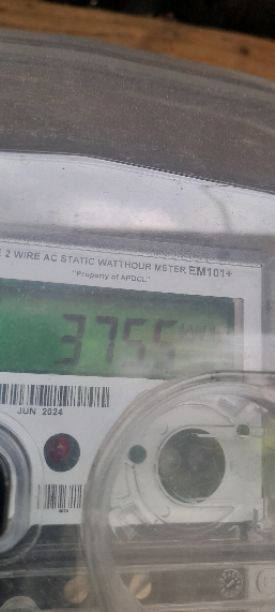 2 WIRE AC STATIC WATTHOUR METER EM101+
"Property of APDCL"
3755
JUN 2024